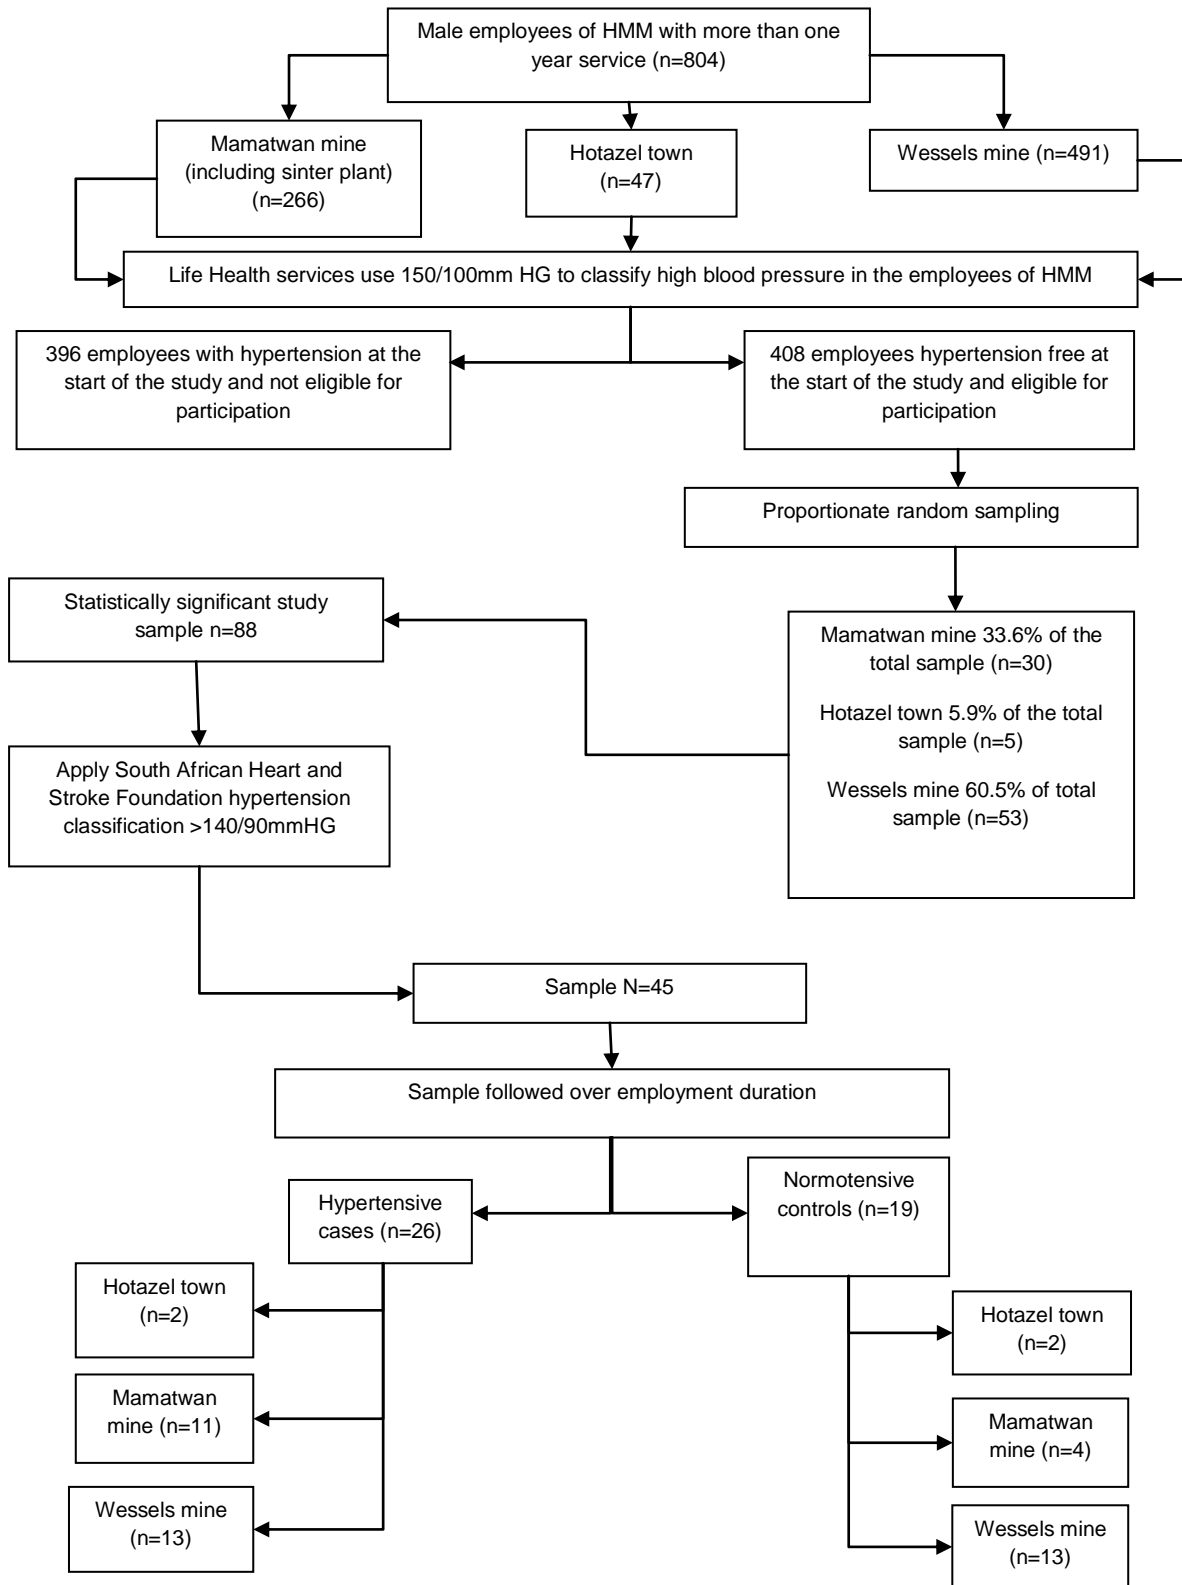 Male employees of HMM with more than one
year service (n=804)
Mamatwan mine
(including sinter plant)
(n=266)
Hotazel town
(n=47)
Wessels mine (n=491)
Life Health services use 150/100mm HG to classify high blood pressure in the employees of HMM
396 employees with hypertension at the
start of the study and not eligible for
participation
408 employees hypertension free at
the start of the study and eligible for
participation
Proportionate random sampling
Statistically significant study
sample n=88
Mamatwan mine 33.6% of the
total sample (n=30)
Hotazel town 5.9% of the total
sample (n=5)
Wessels mine 60.5% of total
sample (n=53)
Apply South African Heart and
Stroke Foundation hypertension
classification >140/90mmHG
Sample N=45
Sample followed over employment duration
Hypertensive
cases (n=26)
Normotensive
controls (n=19)
Hotazel town
(n=2)
Mamatwan
mine (n=11)
Wessels mine
(n=13)
Hotazel town
(n=2)
Mamatwan
mine (n=4)
Wessels mine
(n=13)